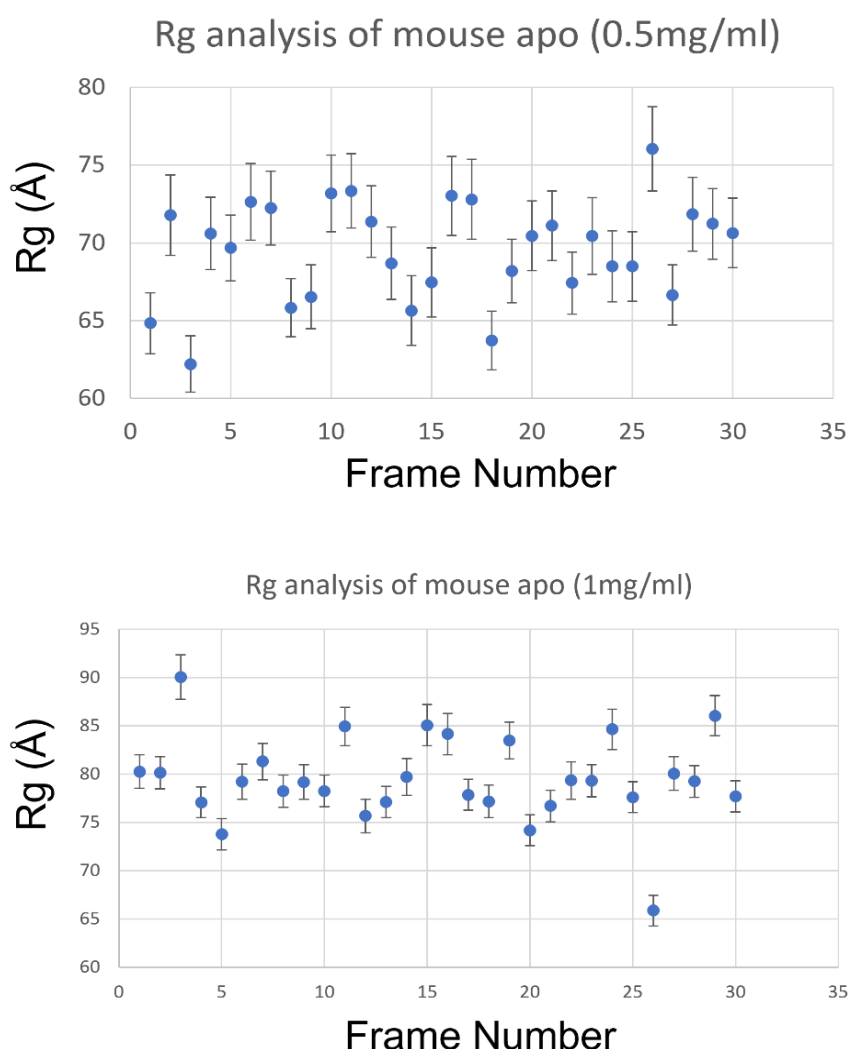 Rg analysis of mouse apo (0.5mg/ml)
80
75
70
65
60
Rg (Å)
0 5 10 15 20 25 30 35
Frame Number
Rg analysis of mouse apo (1mg/ml)
95
90
85
80
75
70
65
60
Rg (Å)
0 5 10 15 20 25 30 35
Frame Number